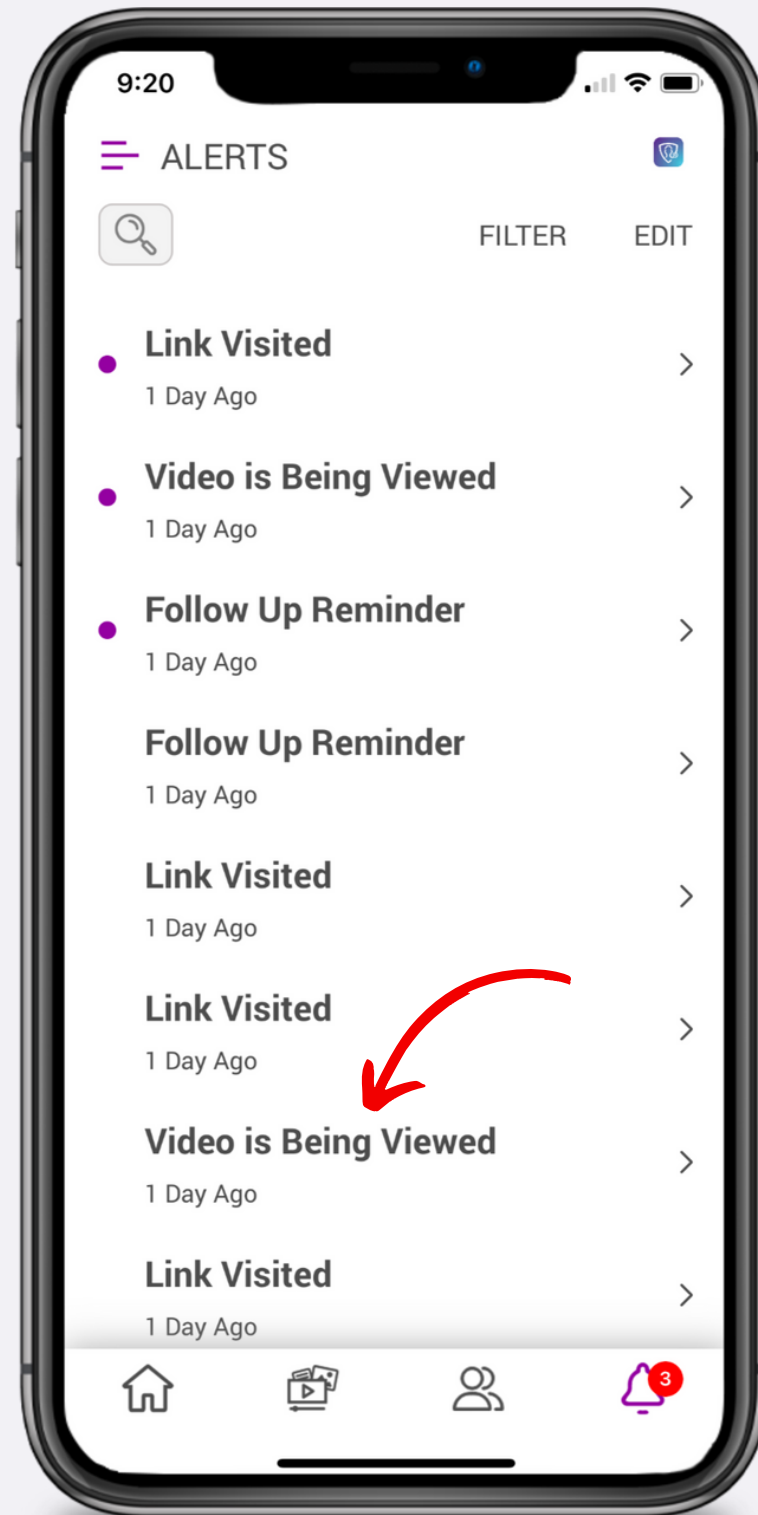 9:20
ALERTS
FILTER EDIT
Link Visited
1 Day Ago
Video is Being Viewed
1 Day Ago
Follow Up Reminder
1 Day Ago
Follow Up Reminder
1 Day Ago
Link Visited
1 Day Ago
Link Visited
1 Day Ago
Video is Being Viewed
1 Day Ago
Link Visited
1 Day Ago
3